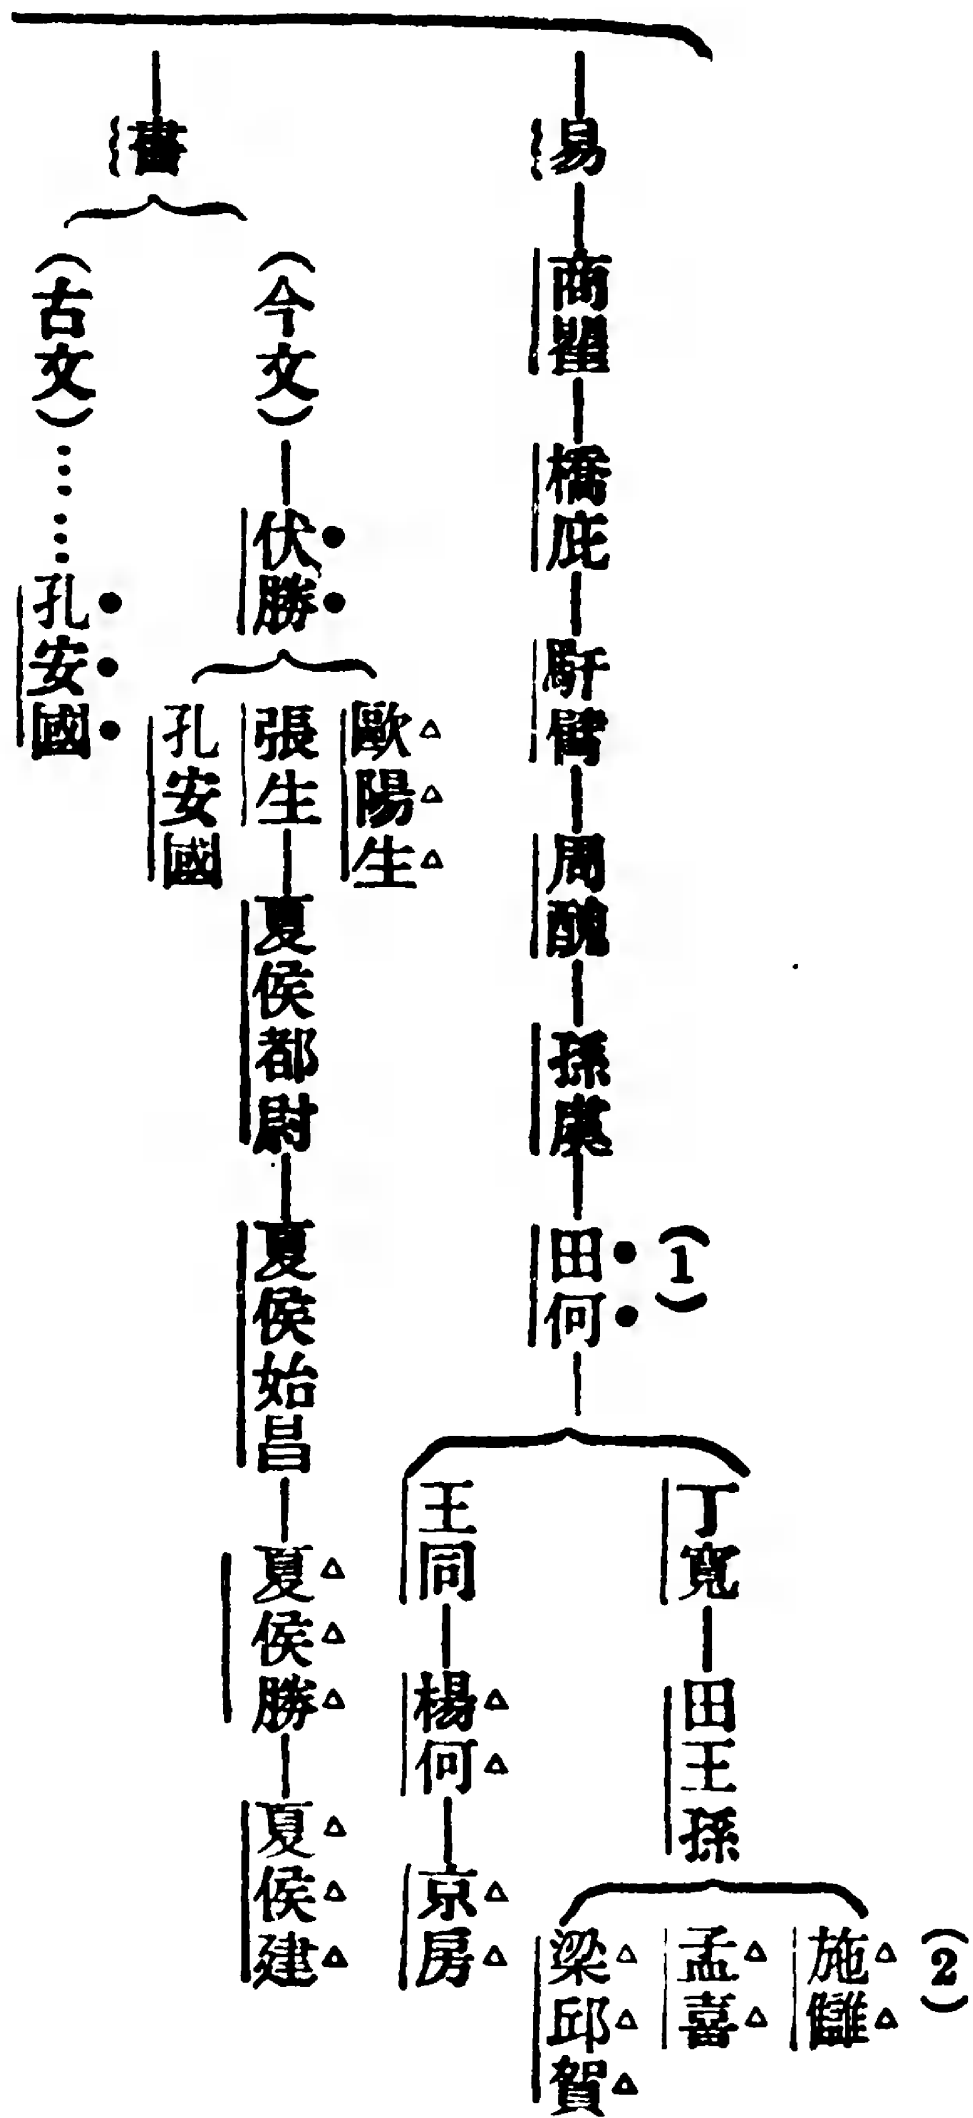 易
商瞿
橋庇
馯臂
周醜
孫虞
田何
(1)
丁寬
田王孫
施讎
(2)
孟喜
梁邱賀
王同
楊何
京房
書
(今文)
伏勝
歐陽生
張生
夏侯都尉
夏侯始昌
夏侯勝
夏侯建
孔安國
(古文)
孔安國